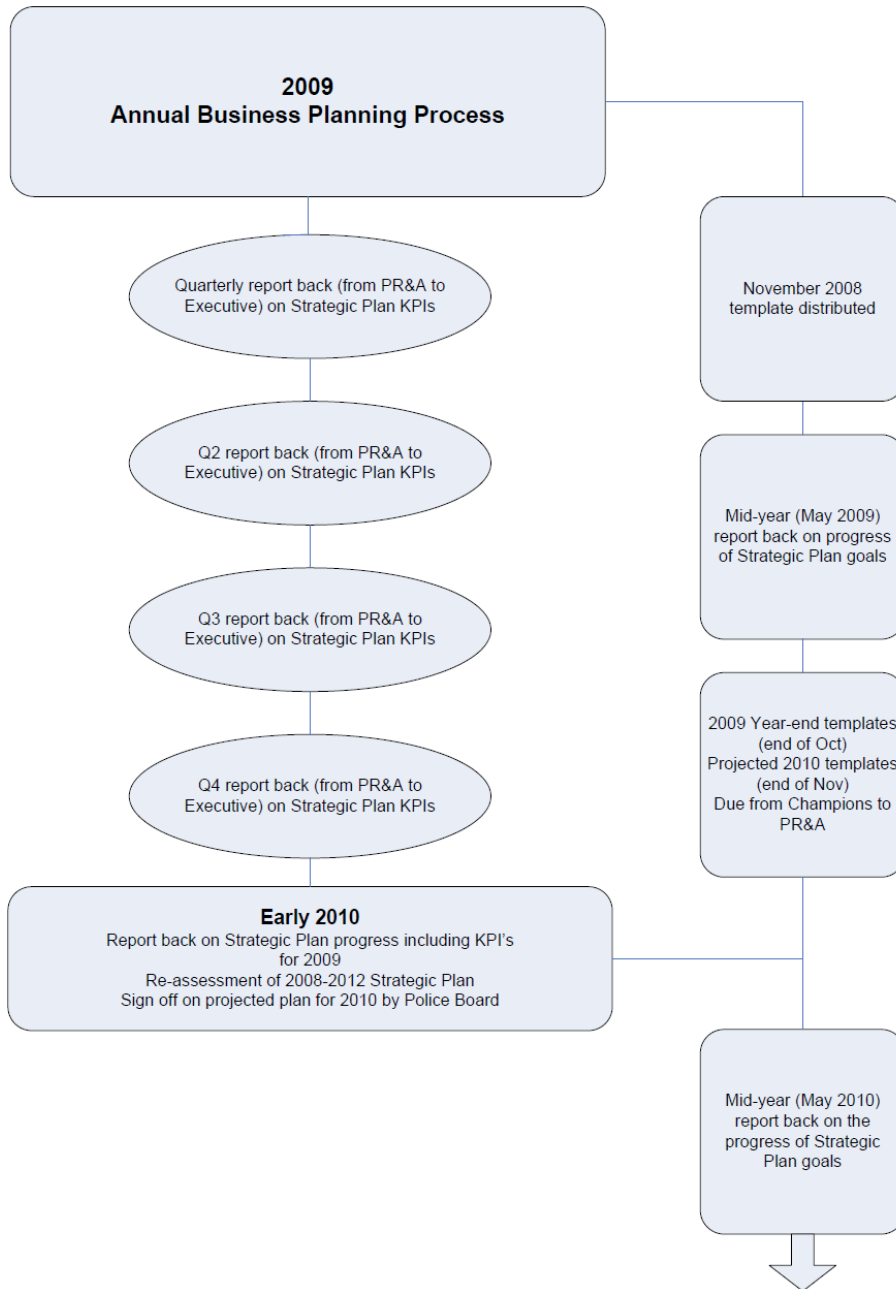 2009
Annual Business Planning Process
Quarterly report back (from PR&A to
Executive) on Strategic Plan KPIs
Q2 report back (from PR&A to
Executive) on Strategic Plan KPIs
Q3 report back (from PR&A to
Executive) on Strategic Plan KPIs
Q4 report back (from PR&A to
Executive) on Strategic Plan KPIs
Early 2010
Report back on Strategic Plan progress including KPI's
for 2009
Re-assessment of 2008-2012 Strategic Plan
Sign off on projected plan for 2010 by Police Board
November 2008
template distributed
Mid-year (May 2009)
report back on progress
of Strategic Plan goals
2009 Year-end templates
(end of Oct)
Projected 2010 templates
(end of Nov)
Due from Champions to
PR&A
Mid-year (May 2010)
report back on the
progress of Strategic
Plan goals